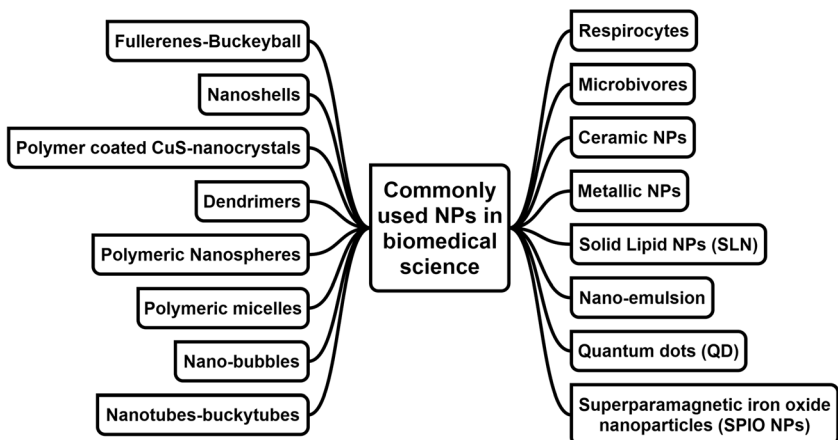 Fullerenes-Buckeyball
Nanoshells
Polymer coated CuS-nanocrystals
Dendrimers
Polymeric Nanospheres
Polymeric micelles
Nano-bubbles
Nanotubes-buckytubes
Commonly
used NPs in
biomedical
science
Respirocytes
Microbivores
Ceramic NPs
Metallic NPs
Solid Lipid NPs (SLN)
Nano-emulsion
Quantum dots (QD)
Superparamagnetic iron oxide
nanoparticles (SPIO NPs)